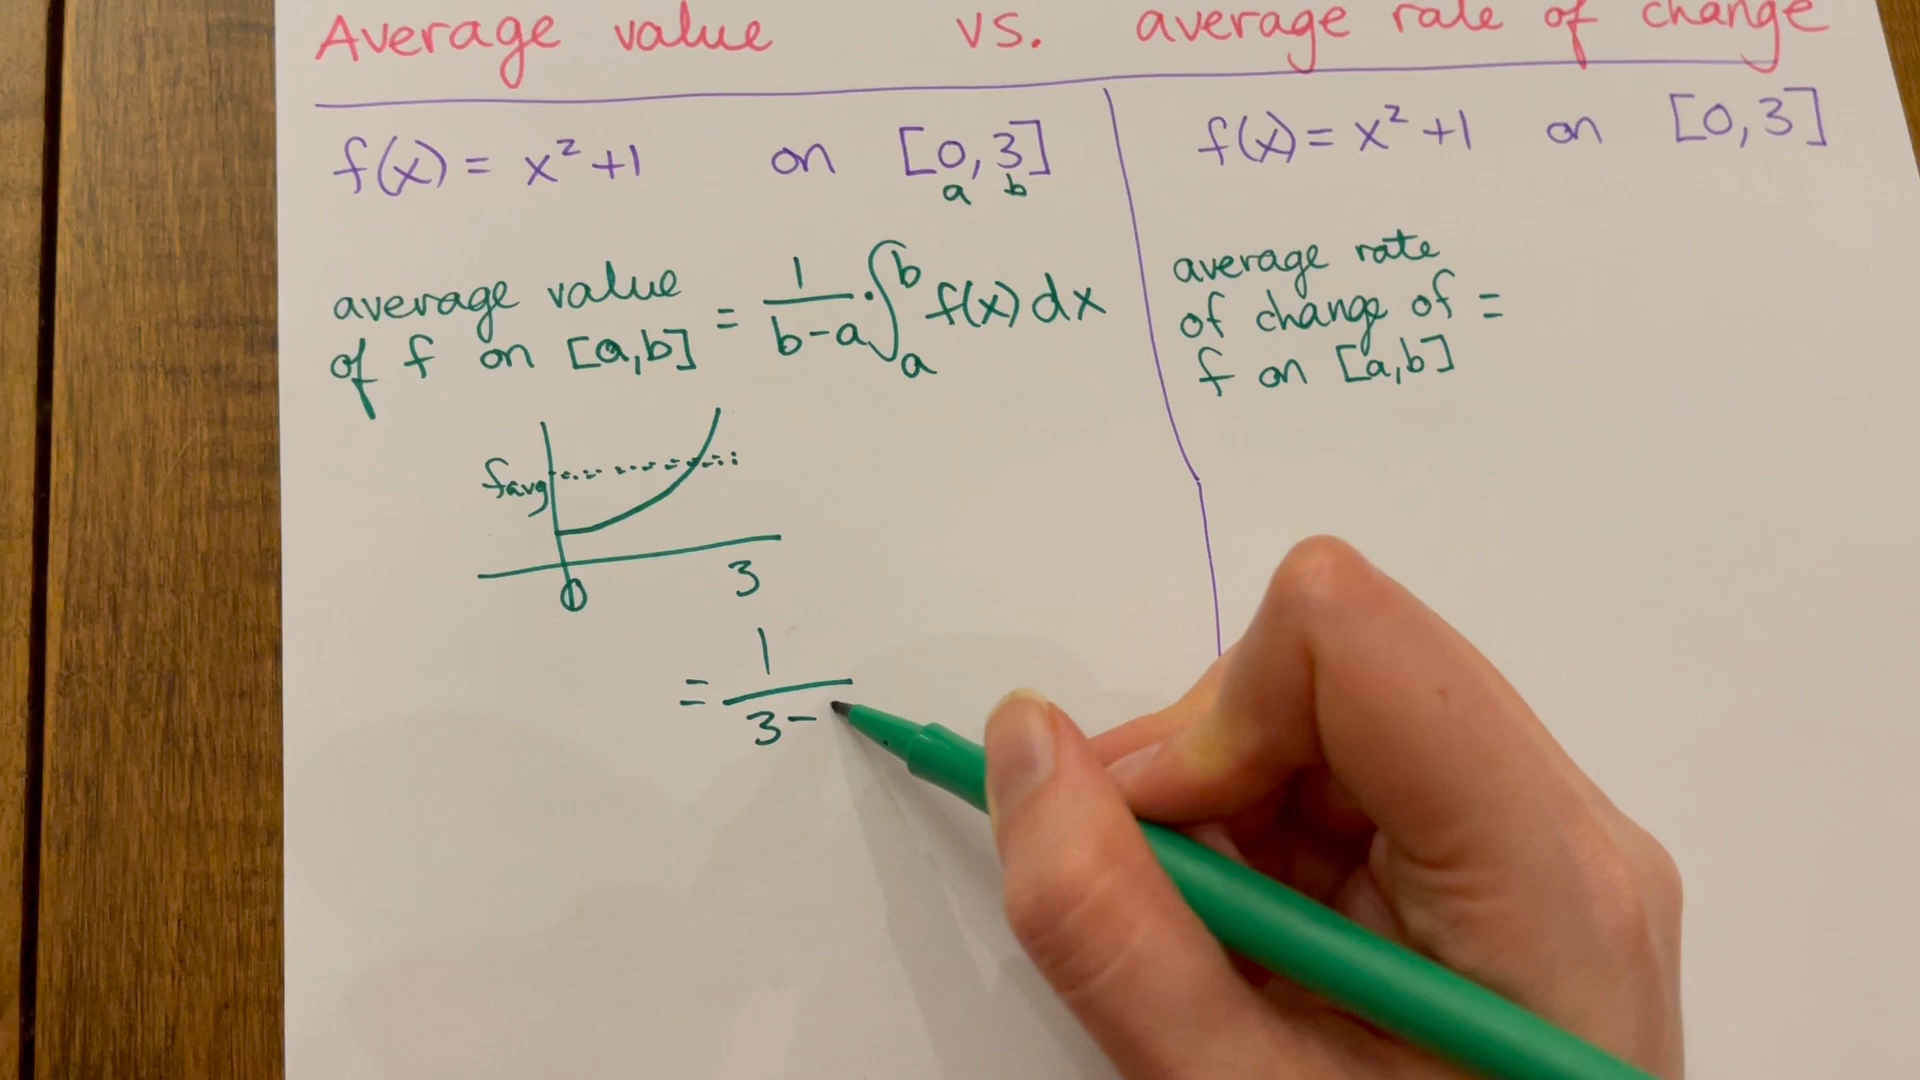 Average value vs. average rate of change
f(x) = x² +1 on [0,3]
a b
average value
of f on [a,b] = 1/(b-a) · ∫_a^b f(x) dx
favg
0 3
= 1/(3-
f(x) = x² +1 on [0,3]
average rate
of change of =
f on [a,b]